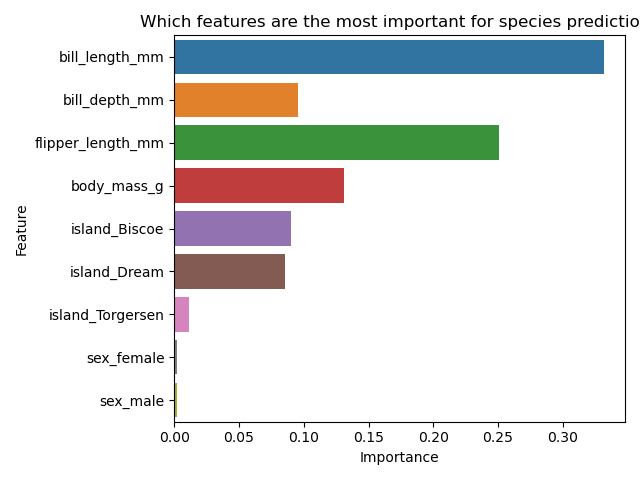 Which features are the most important for species predictio
bill_length_mm
bill_depth_mm
flipper_length_mm
body_mass_g
island_Biscoe
island_Dream
island_Torgersen
sex_female
sex_male
Feature
0.00 0.05 0.10 0.15 0.20 0.25 0.30
Importance